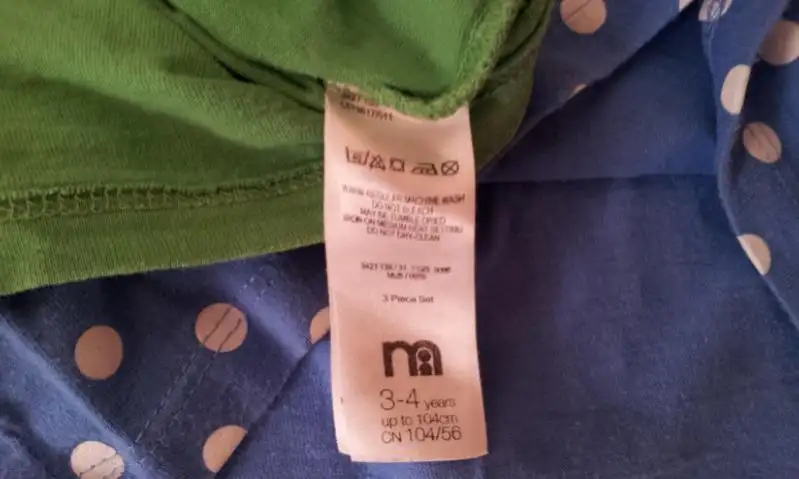 WARM REGULAR MACHINE WASH
DO NOT BLEACH
MAY BE TUMBLE DRIED
IRON ON MEDIUM HEAT SETTING
DO NOT DRY-CLEAN
3 Piece Set
m
3-4 years
up to 104cm
CN 104/56